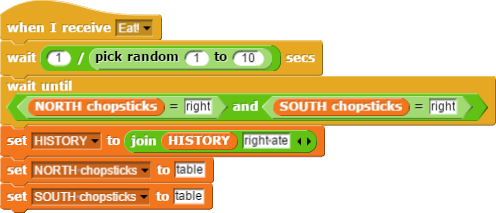 when I receive Eat!
wait 1 / pick random 1 to 10 secs
wait until
NORTH chopsticks = right and SOUTH chopsticks = right
set HISTORY to join HISTORY right-ate
set NORTH chopsticks to table
set SOUTH chopsticks to table